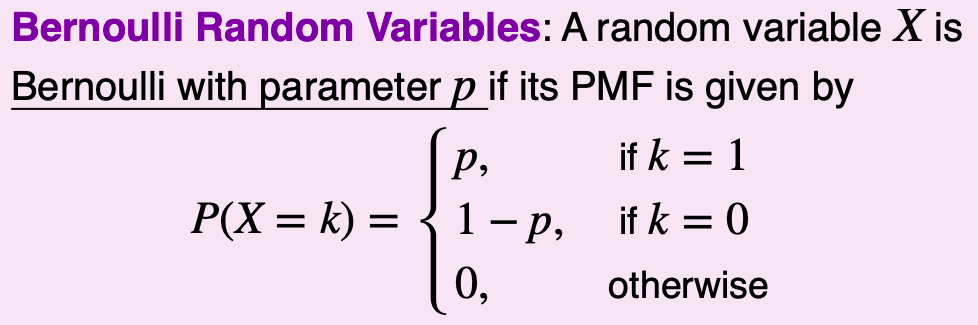 Bernoulli Random Variables: A random variable X is
Bernoulli with parameter p if its PMF is given by
p, if k = 1
P(X = k) = { 1 − p, if k = 0
0, otherwise